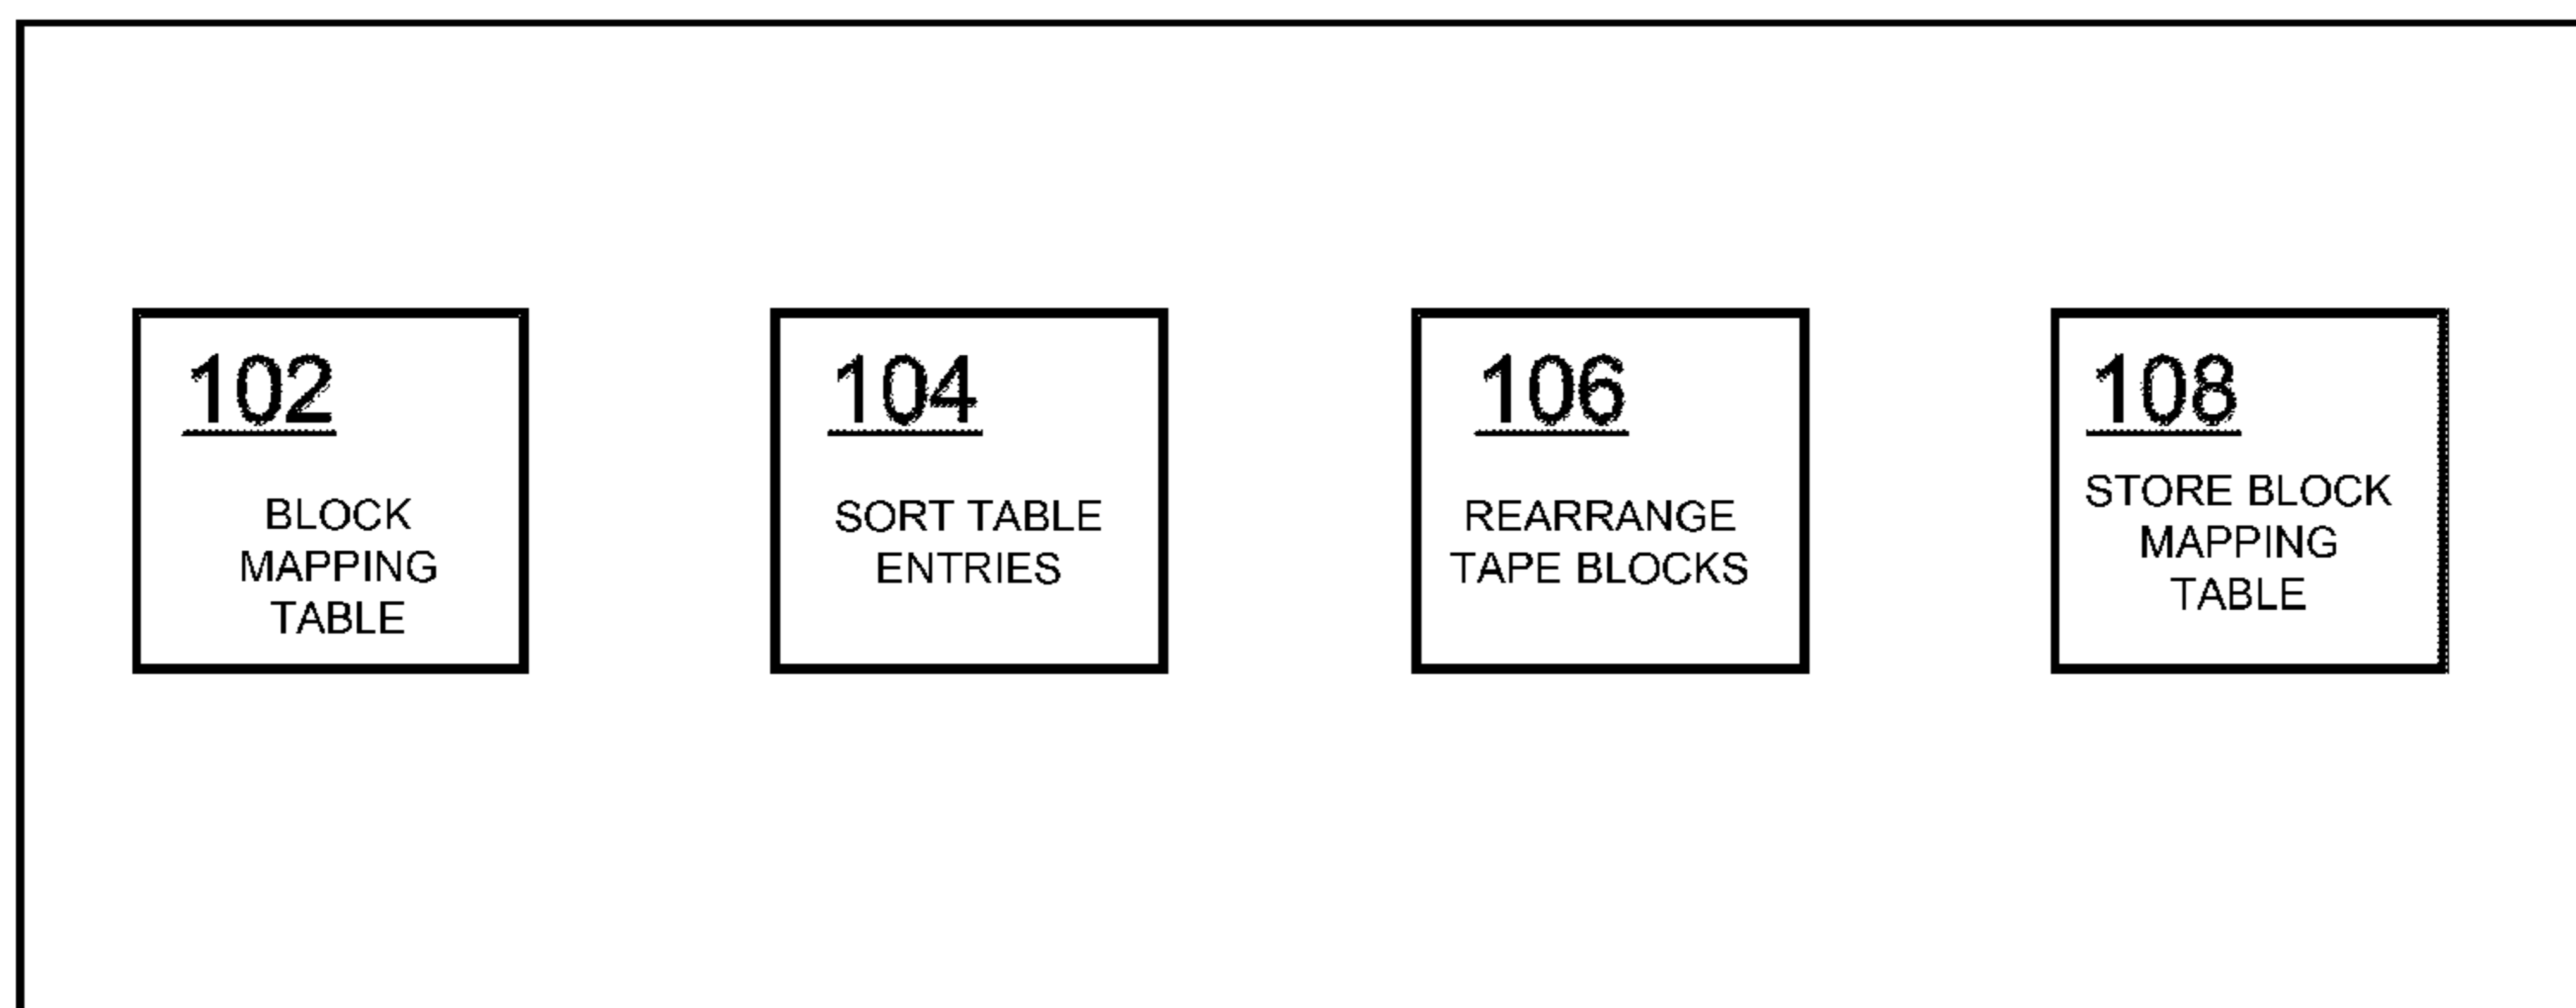 102
BLOCK
MAPPING
TABLE
104
SORT TABLE
ENTRIES
106
REARRANGE
TAPE BLOCKS
108
STORE BLOCK
MAPPING
TABLE